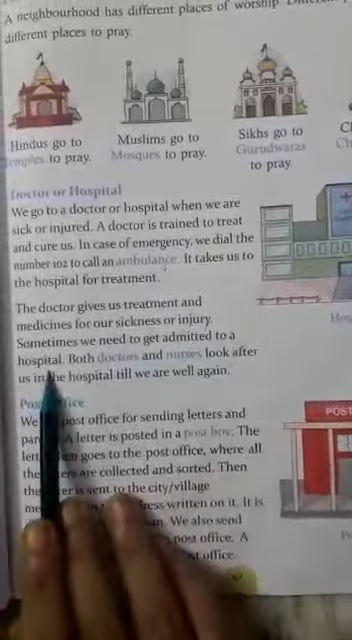 A neighbourhood has different places of worship.
different places to pray.
Hindus go to
Temples to pray.
Muslims go to
Mosques to pray.
Sikhs go to
Gurudwaras
to pray.
Doctor or Hospital
We go to a doctor or hospital when we are
sick or injured. A doctor is trained to treat
and cure us. In case of emergency, we dial the
number 102 to call an ambulance. It takes us to
the hospital for treatment.
The doctor gives us treatment and
medicines for our sickness or injury.
Sometimes we need to get admitted to a
hospital. Both doctors and nurses look after
us in the hospital till we are well again.
Post Office
We post office for sending letters and
A letter is posted in a post box. The
goes to the post office, where all
the are collected and sorted. Then
the is sent to the city/village
written on it. It is
We also send
post office. A
office.
POST